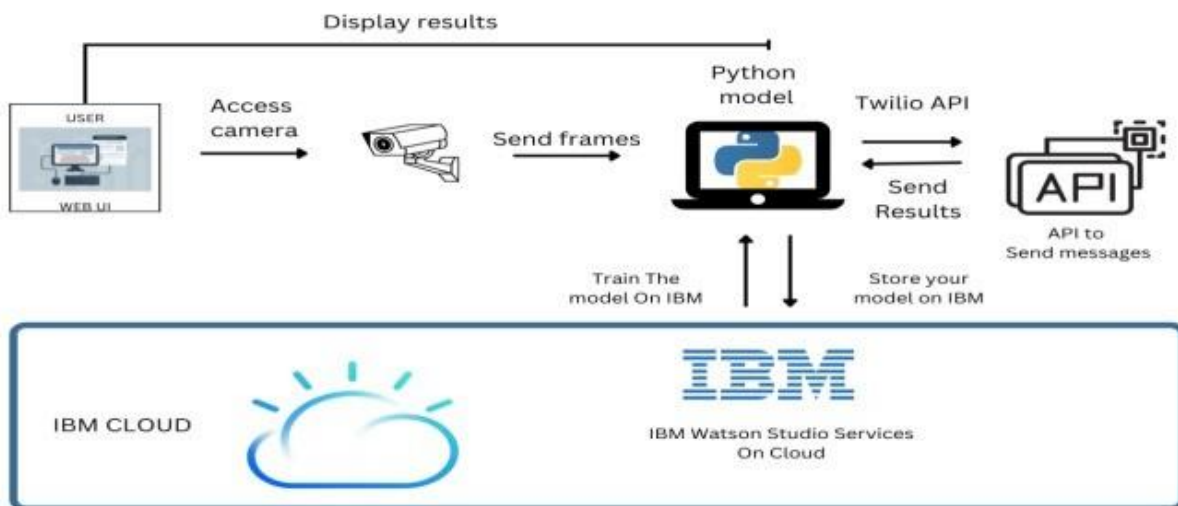 Display results
USER
WEB UI
Access
camera
Send frames
Python
model
Twilio API
Send
Results
API
API to
Send messages
Train The
model On IBM
Store your
model on IBM
IBM CLOUD
IBM
IBM Watson Studio Services
On Cloud